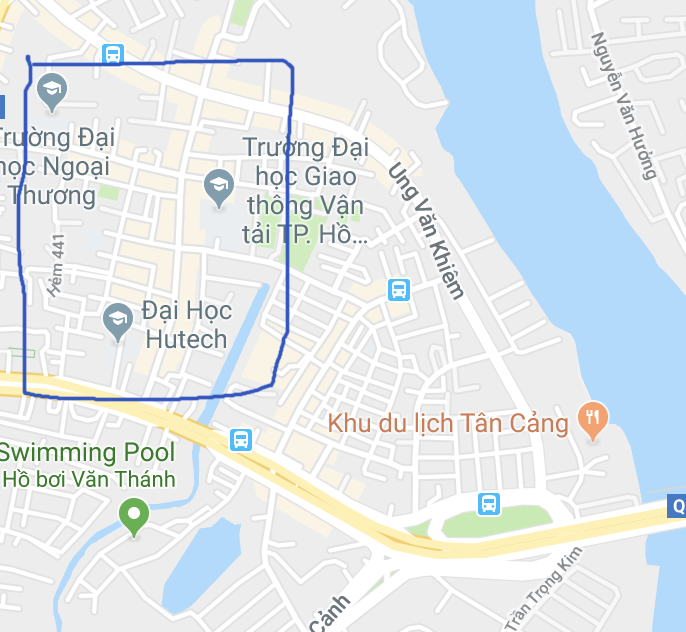 Nguyễn Văn Hưởng
Trường Đại
học Ngoại
Thương
Trường Đại
học Giao
thông Vận
tải TP. Hồ...
Ung Văn Khiêm
Hẻm 441
Đại Học
Hutech
Khu du lịch Tân Cảng
Swimming Pool
Hồ bơi Văn Thánh
Q
Cảnh
Trần Trọng Kim